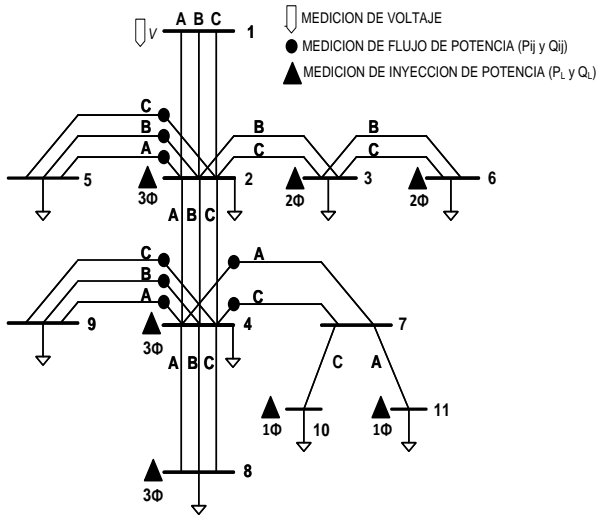 A B C
1
V
MEDICION DE VOLTAJE
MEDICION DE FLUJO DE POTENCIA (Pij y Qij)
MEDICION DE INYECCION DE POTENCIA (PL y QL)
C
B
A
B
C
B
C
5
3Φ
2
2Φ
3
2Φ
6
A B C
C
B
A
A
C
9
3Φ
4
7
A B C
C
A
1Φ
10
1Φ
11
3Φ
8